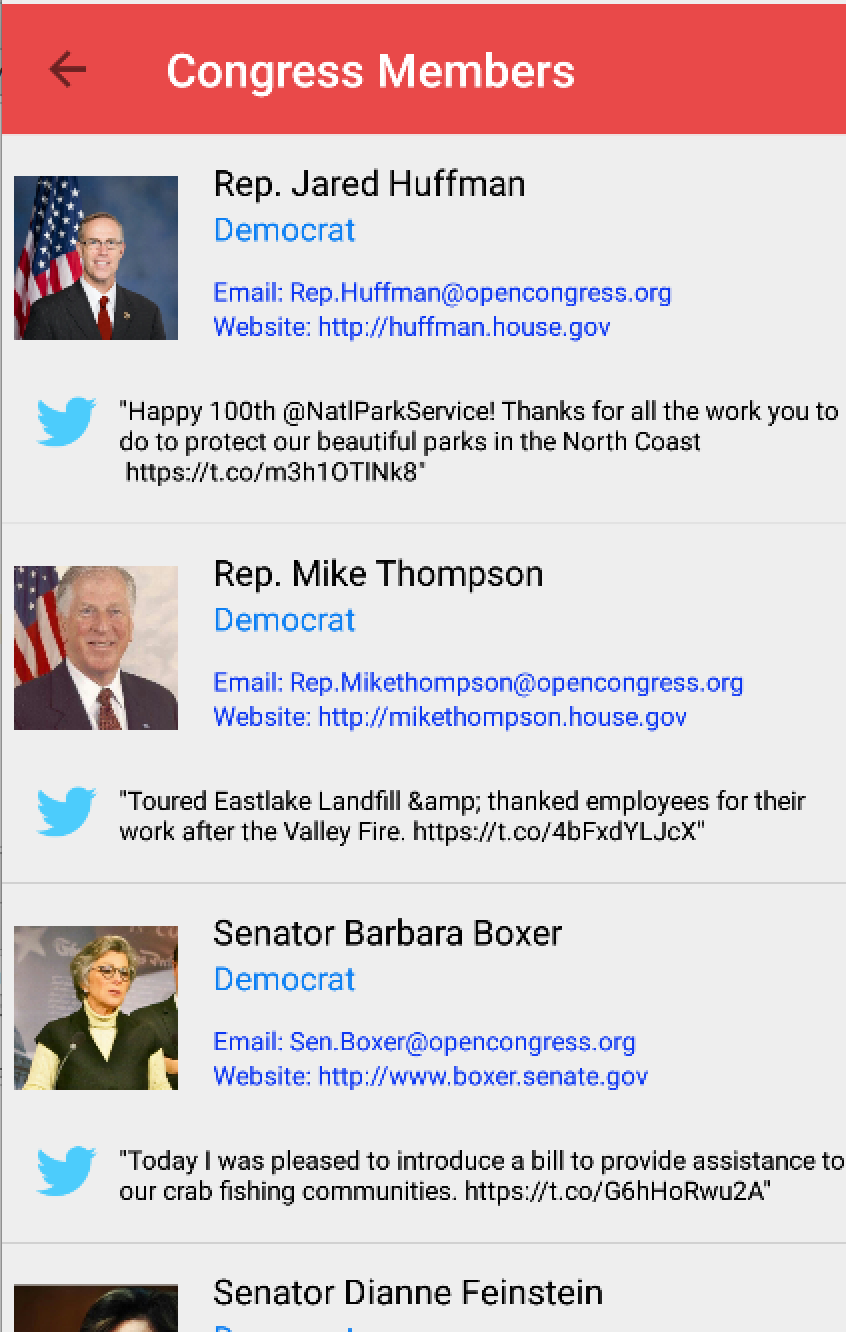 Congress Members
Rep. Jared Huffman
Democrat
Email: Rep.Huffman@opencongress.org
Website: http://huffman.house.gov
"Happy 100th @NatlParkService! Thanks for all the work you to
do to protect our beautiful parks in the North Coast
https://t.co/m3h1OTlNk8"
Rep. Mike Thompson
Democrat
Email: Rep.Mikethompson@opencongress.org
Website: http://mikethompson.house.gov
"Toured Eastlake Landfill &amp; thanked employees for their
work after the Valley Fire. https://t.co/4bFxdYLJcX"
Senator Barbara Boxer
Democrat
Email: Sen.Boxer@opencongress.org
Website: http://www.boxer.senate.gov
"Today I was pleased to introduce a bill to provide assistance to
our crab fishing communities. https://t.co/G6hHoRwu2A"
Senator Dianne Feinstein